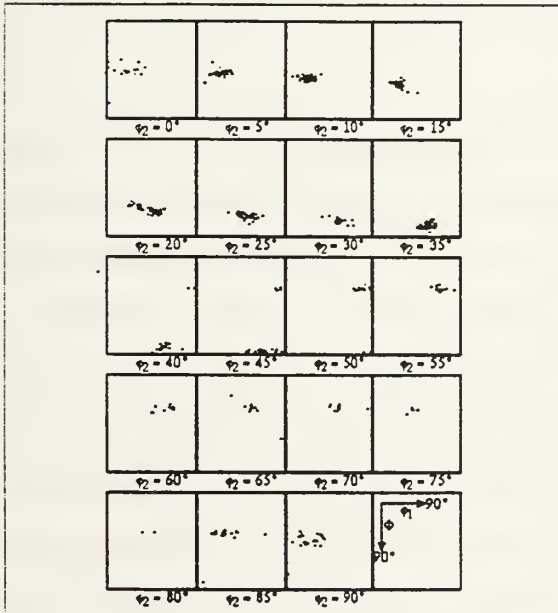 φ2 = 0° φ2 = 5° φ2 = 10° φ2 = 15°
φ2 = 20° φ2 = 25° φ2 = 30° φ2 = 35°
φ2 = 40° φ2 = 45° φ2 = 50° φ2 = 55°
φ2 = 60° φ2 = 65° φ2 = 70° φ2 = 75°
90°
φ1
Φ
90°
φ2 = 80° φ2 = 85° φ2 = 90°